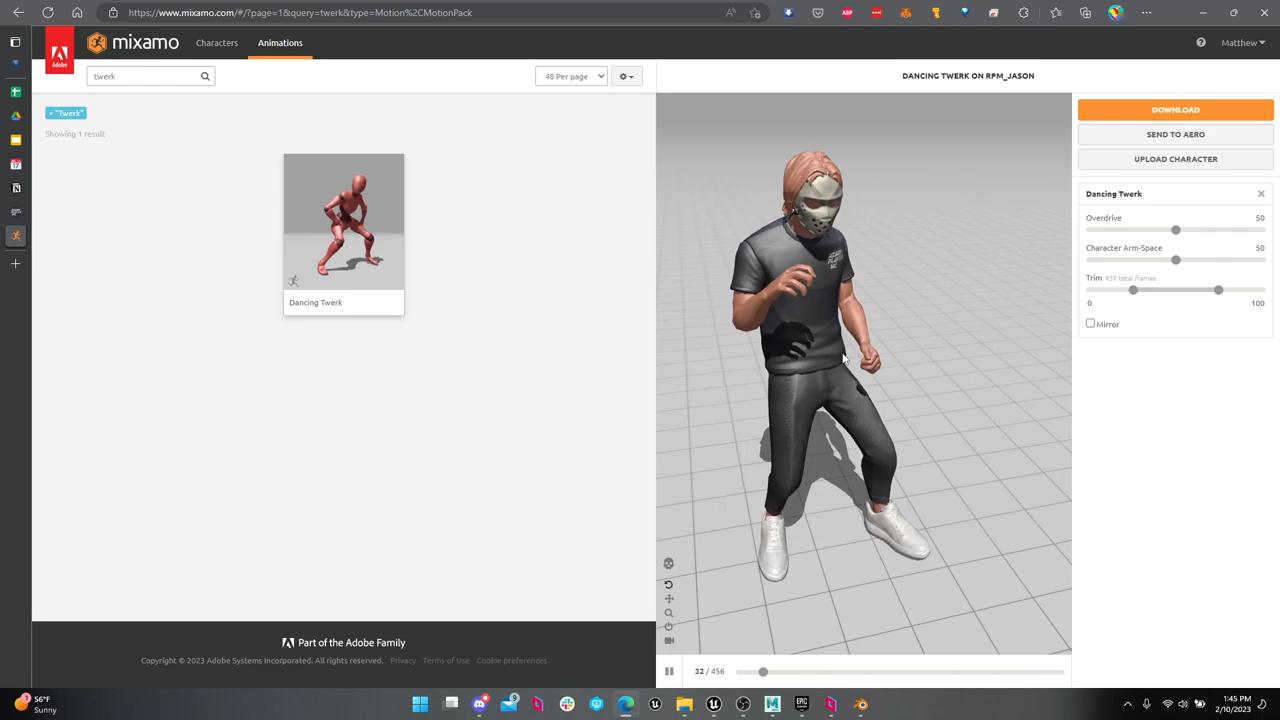 https://www.mixamo.com/#/?page=1&query=twerk&type=Motion%2CMotionPack
Adobe
mixamo
Characters
Animations
Matthew
twerk
48 Per page
DANCING TWERK ON RPM_JASON
× "Twerk"
Showing 1 result
Dancing Twerk
DOWNLOAD
SEND TO AERO
UPLOAD CHARACTER
Dancing Twerk
Overdrive 50
Character Arm-Space 50
Trim 457 total frames
0 100
Mirror
32 / 456
Part of the Adobe Family
Copyright © 2023 Adobe Systems Incorporated. All rights reserved. Privacy Terms of Use Cookie preferences
56°F
Sunny
1:45 PM
2/10/2023